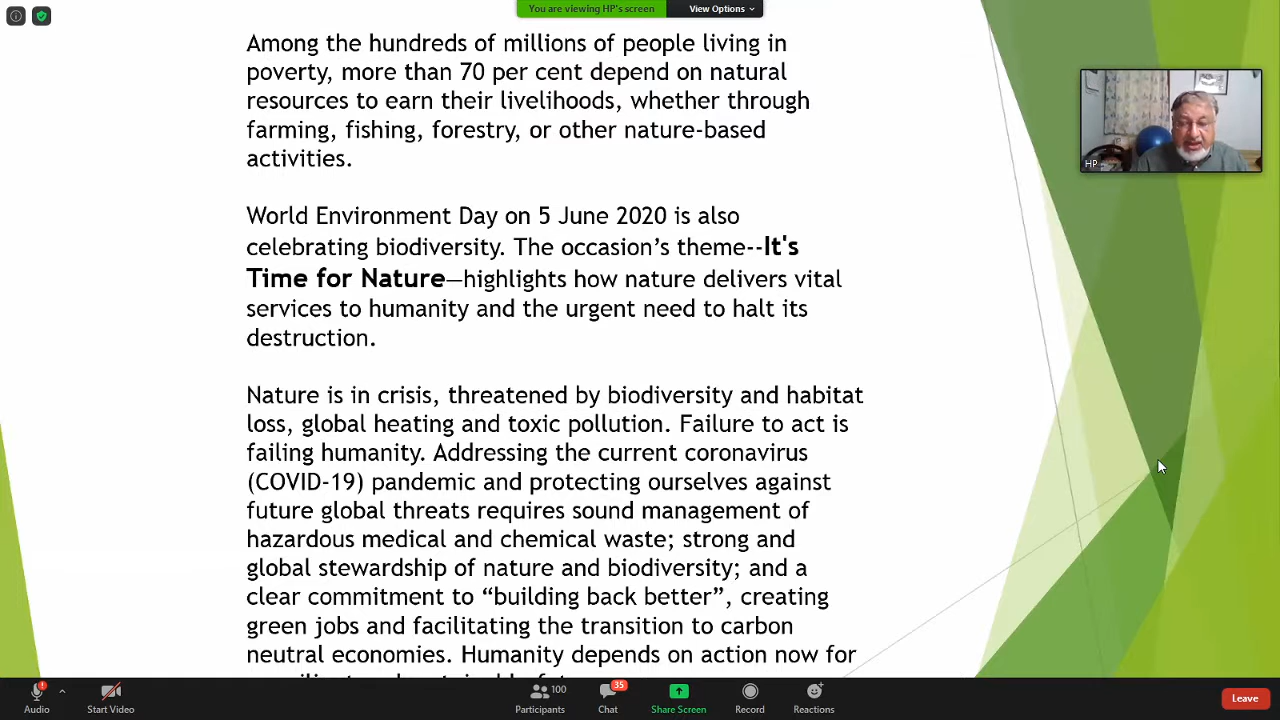 You are viewing HP's screen
View Options
Among the hundreds of millions of people living in
poverty, more than 70 per cent depend on natural
resources to earn their livelihoods, whether through
farming, fishing, forestry, or other nature-based
activities.
World Environment Day on 5 June 2020 is also
celebrating biodiversity. The occasion’s theme--It's
Time for Nature—highlights how nature delivers vital
services to humanity and the urgent need to halt its
destruction.
Nature is in crisis, threatened by biodiversity and habitat
loss, global heating and toxic pollution. Failure to act is
failing humanity. Addressing the current coronavirus
(COVID-19) pandemic and protecting ourselves against
future global threats requires sound management of
hazardous medical and chemical waste; strong and
global stewardship of nature and biodiversity; and a
clear commitment to “building back better”, creating
green jobs and facilitating the transition to carbon
neutral economies. Humanity depends on action now for
HP
Audio
Start Video
Participants 100
Chat 35
Share Screen
Record
Reactions
Leave